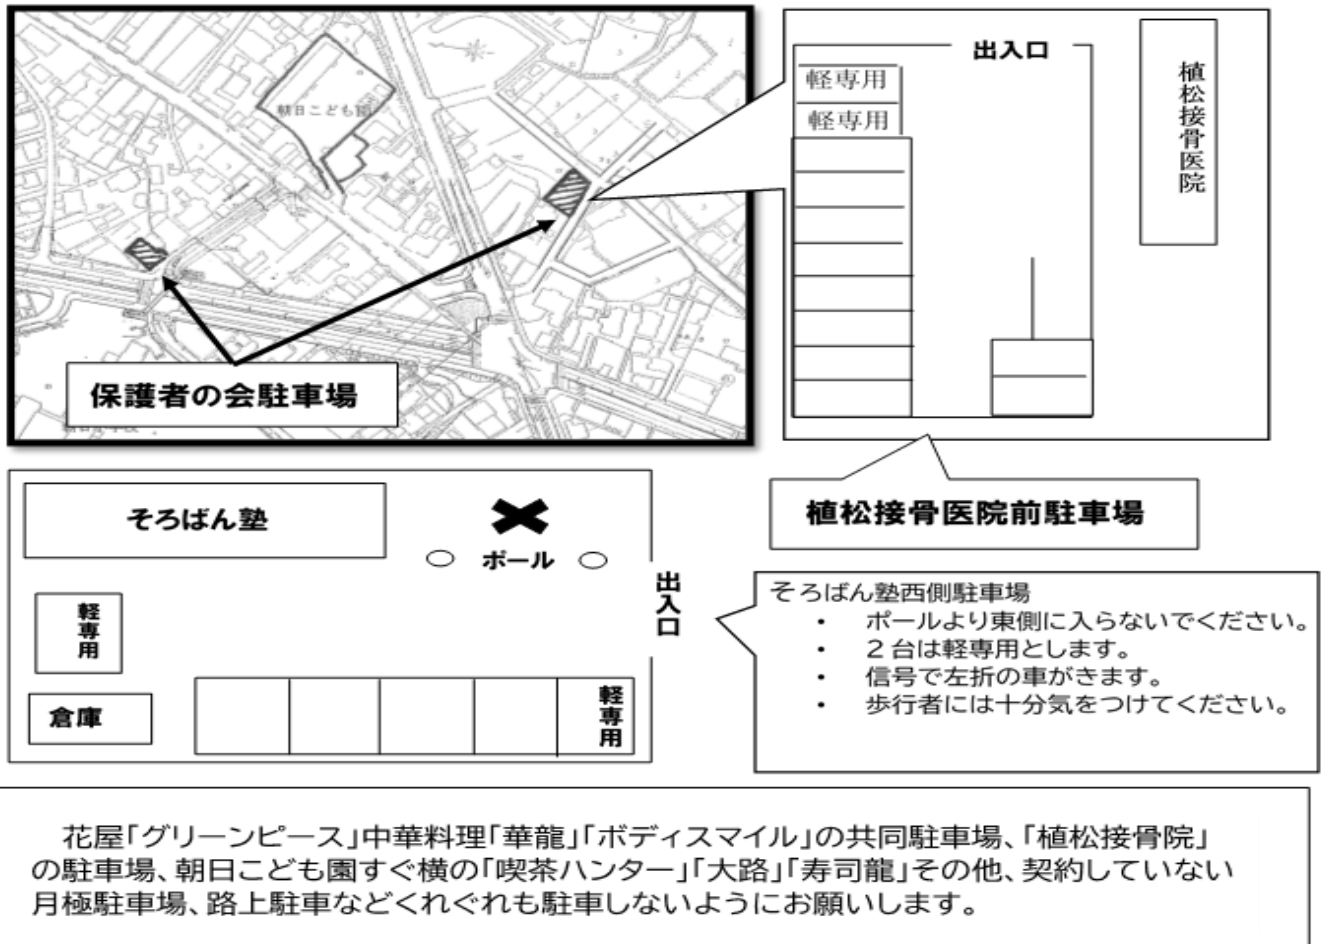 朝日こども園
保護者の会駐車場
出入口
軽専用
軽専用
植松接骨医院
植松接骨医院前駐車場
そろばん塾
ポール
出入口
軽専用
倉庫
軽専用
そろばん塾西側駐車場
・ ポールより東側に入らないでください。
・ 2台は軽専用とします。
・ 信号で左折の車がきます。
・ 歩行者には十分気をつけてください。
花屋「グリーンピース」中華料理「華龍」「ボディスマイル」の共同駐車場、「植松接骨院」
の駐車場、朝日こども園すぐ横の「喫茶ハンター」「大路」「寿司龍」その他、契約していない
月極駐車場、路上駐車などくれぐれも駐車しないようにお願いします。